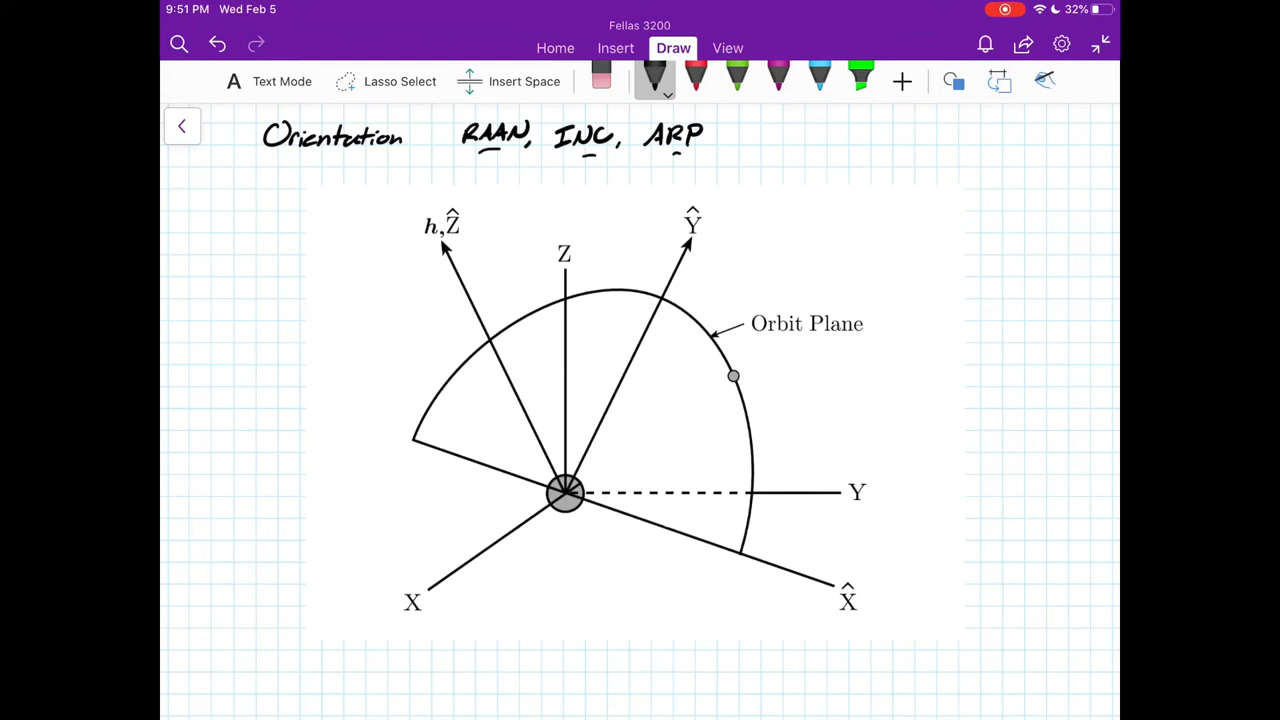 9:51 PM Wed Feb 5
32%
Fellas 3200
Home Insert Draw View
A Text Mode Lasso Select Insert Space
Orientation RAAN, INC, ARP
h,Ẑ
Ŷ
Z
Orbit Plane
Y
X
X̂